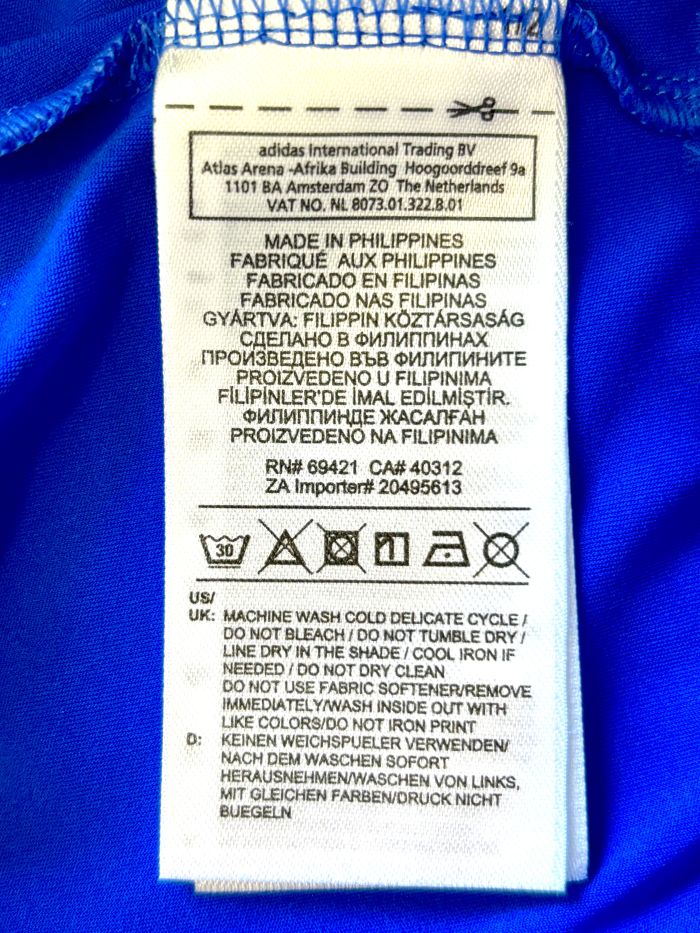 adidas International Trading BV
Atlas Arena -Afrika Building Hoogoorddreef 9a
1101 BA Amsterdam ZO The Netherlands
VAT NO. NL 8073.01.322.B.01
MADE IN PHILIPPINES
FABRIQUÉ AUX PHILIPPINES
FABRICADO EN FILIPINAS
FABRICADO NAS FILIPINAS
GYÁRTVA: FILIPPIN KÖZTÁRSASÁG
СДЕЛАНО В ФИЛИППИНАХ
ПРОИЗВЕДЕНО ВЪВ ФИЛИПИНИТЕ
PROIZVEDENO U FILIPINIMA
FİLİPİNLER'DE İMAL EDİLMİŞTİR.
ФИЛИППИНДЕ ЖАСАЛҒАН
PROIZVEDENO NA FILIPINIMA
RN# 69421 CA# 40312
ZA Importer# 20495613
30
US/
UK: MACHINE WASH COLD DELICATE CYCLE /
DO NOT BLEACH / DO NOT TUMBLE DRY /
LINE DRY IN THE SHADE / COOL IRON IF
NEEDED / DO NOT DRY CLEAN
DO NOT USE FABRIC SOFTENER/REMOVE
IMMEDIATELY/WASH INSIDE OUT WITH
LIKE COLORS/DO NOT IRON PRINT
D: KEINEN WEICHSPUELER VERWENDEN/
NACH DEM WASCHEN SOFORT
HERAUSNEHMEN/WASCHEN VON LINKS,
MIT GLEICHEN FARBEN/DRUCK NICHT
BUEGELN